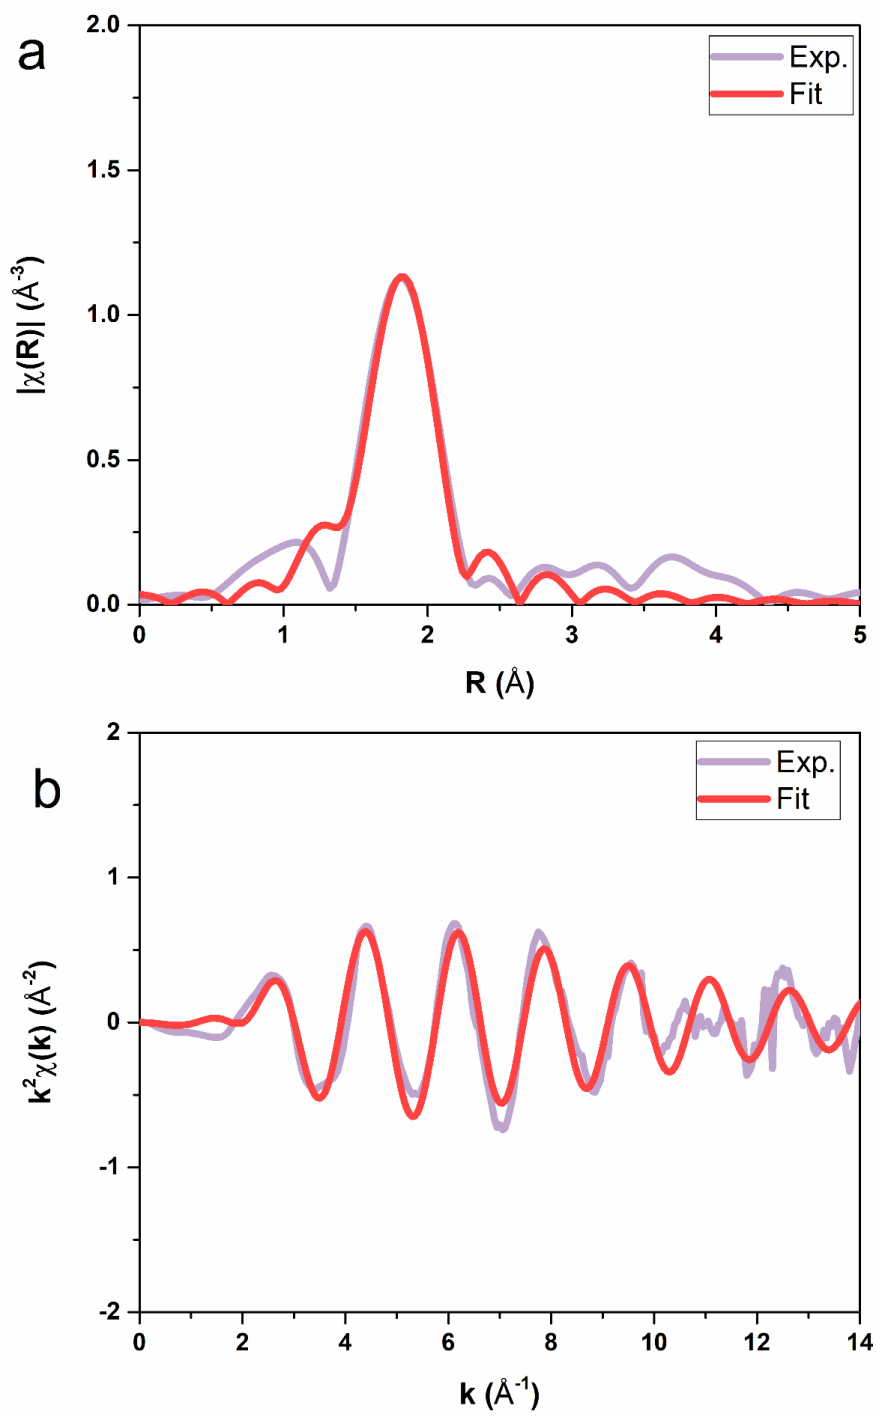 a
2.0
1.5
1.0
0.5
0.0
|χ(R)| (Å⁻³)
Exp.
Fit
0 1 2 3 4 5
R (Å)
b
2
1
0
-1
-2
k²χ(k) (Å⁻²)
Exp.
Fit
0 2 4 6 8 10 12 14
k (Å⁻¹)